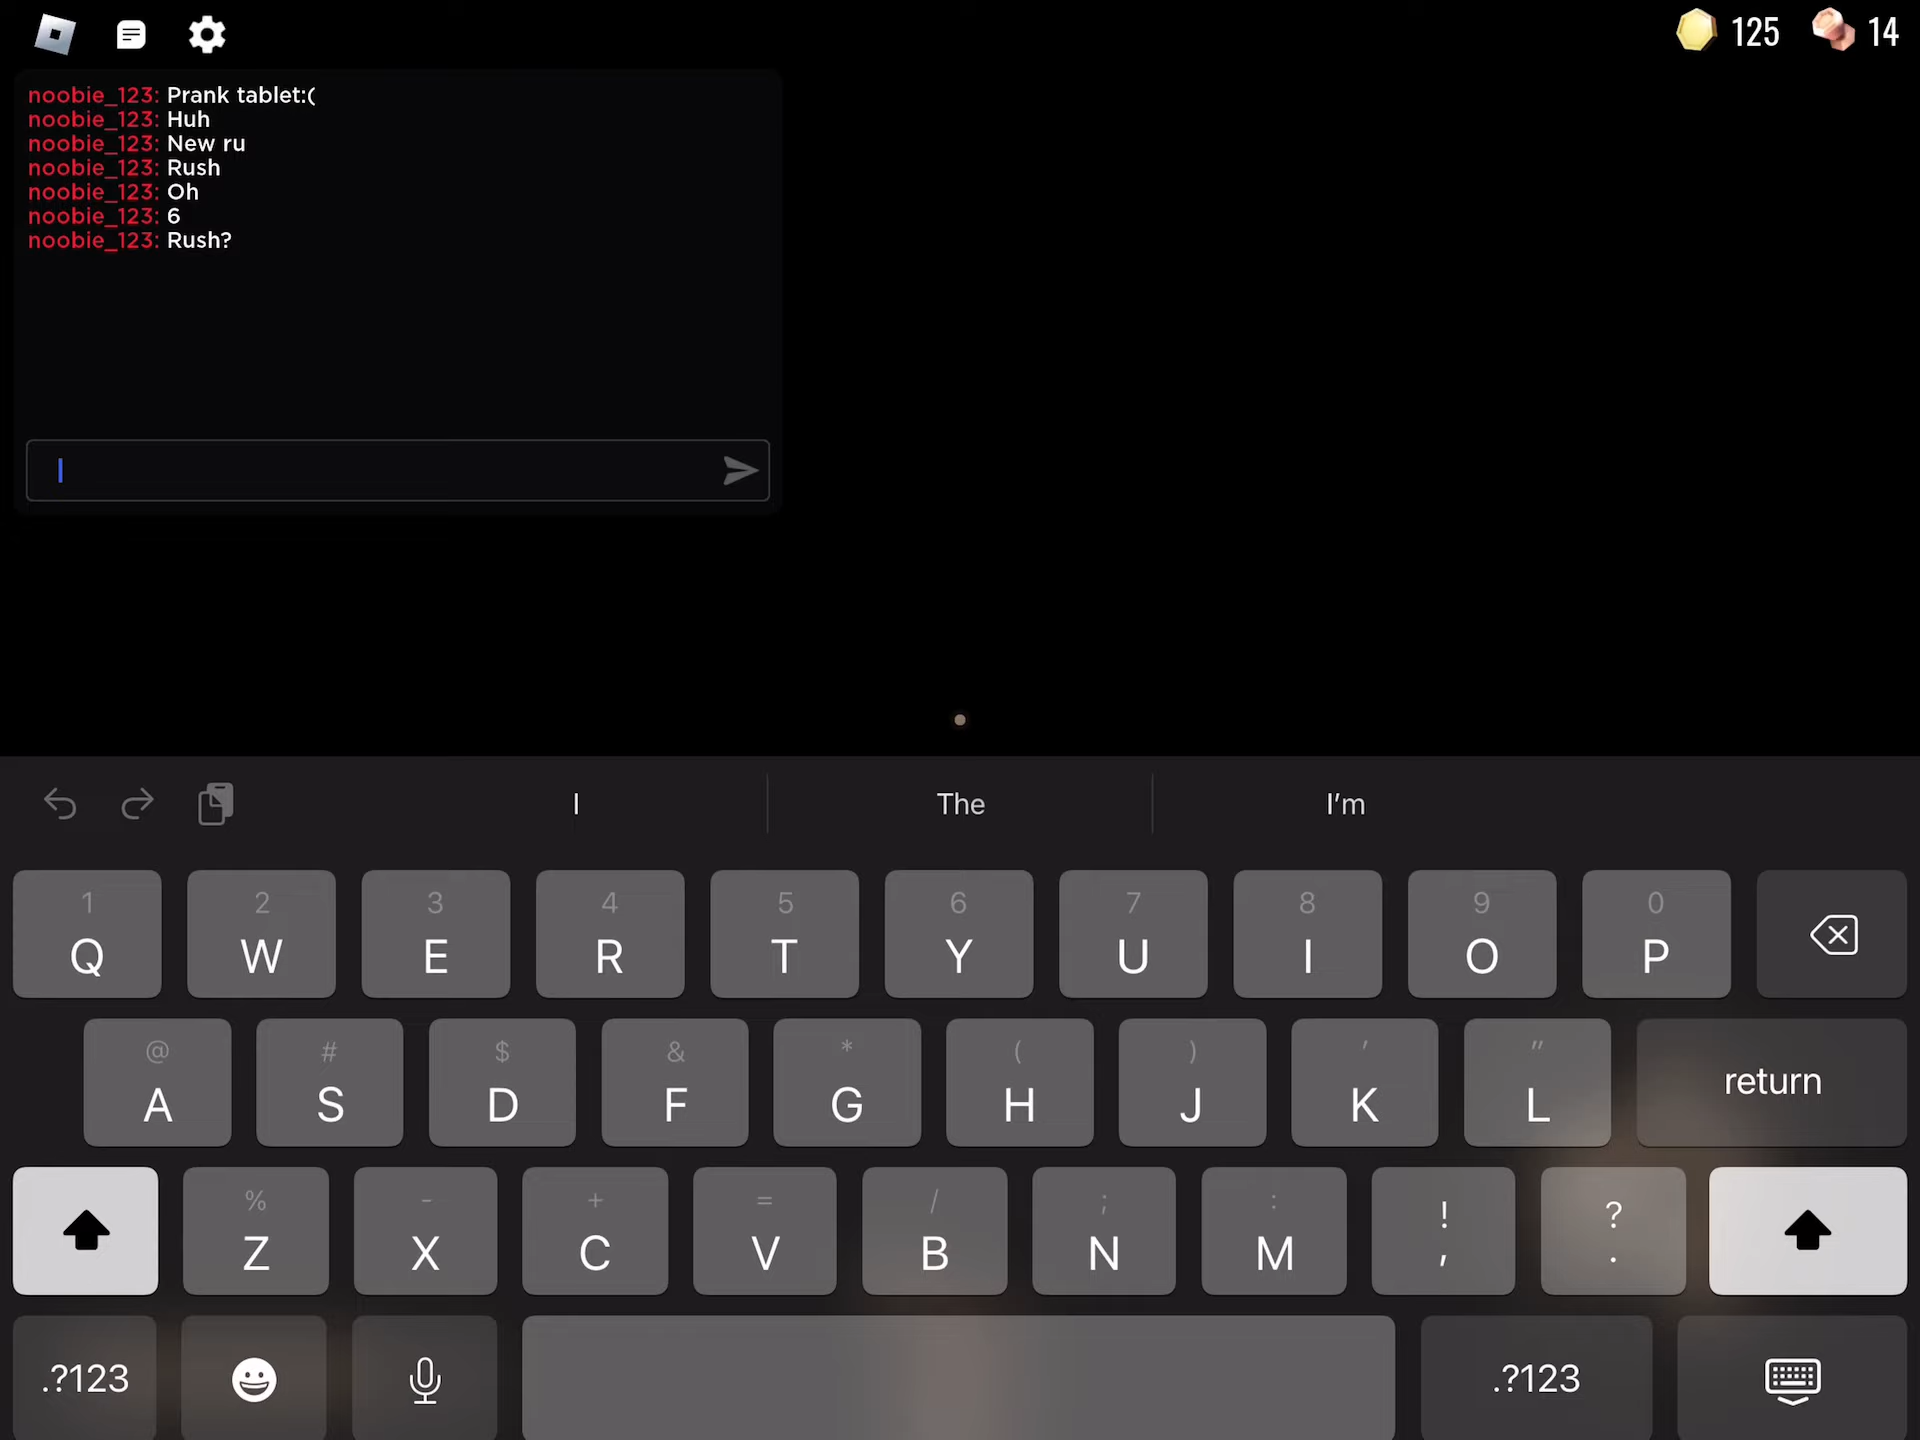 125 14
noobie_123: Prank tablet:(
noobie_123: Huh
noobie_123: New ru
noobie_123: Rush
noobie_123: Oh
noobie_123: 6
noobie_123: Rush?
I The I'm
1 2 3 4 5 6 7 8 9 0
Q W E R T Y U I O P
@ # $ & * ( ) ' "
A S D F G H J K L return
% - + = / ; : ! ?
Z X C V B N M , .
.?123 .?123